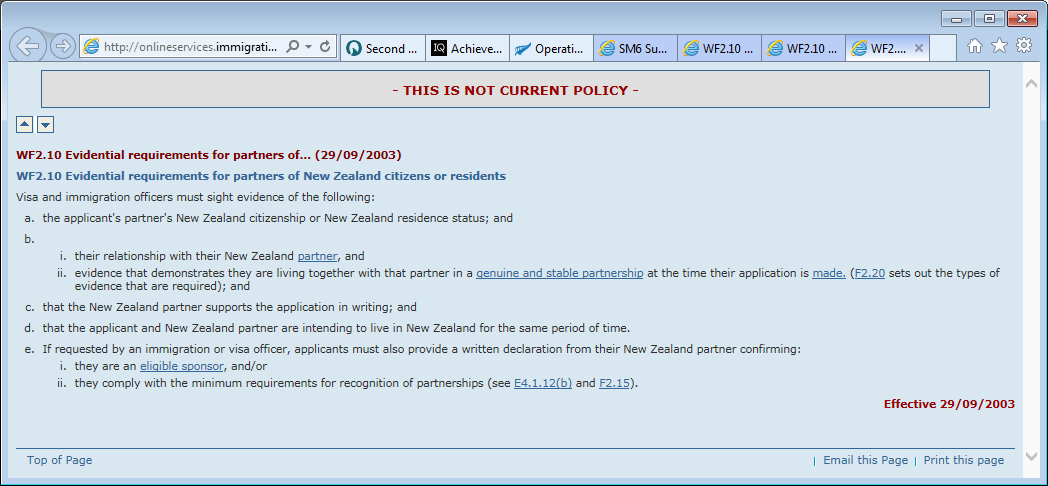 http://onlineservices.immigrati...
Second ...
IQ
Achieve...
Operati...
SM6 Su...
WF2.10 ...
WF2.10 ...
WF2....
- THIS IS NOT CURRENT POLICY -
WF2.10 Evidential requirements for partners of... (29/09/2003)
WF2.10 Evidential requirements for partners of New Zealand citizens or residents
Visa and immigration officers must sight evidence of the following:
a. the applicant's partner's New Zealand citizenship or New Zealand residence status; and
b.
i. their relationship with their New Zealand partner, and
ii. evidence that demonstrates they are living together with that partner in a genuine and stable partnership at the time their application is made. (F2.20 sets out the types of
evidence that are required); and
c. that the New Zealand partner supports the application in writing; and
d. that the applicant and New Zealand partner are intending to live in New Zealand for the same period of time.
e. If requested by an immigration or visa officer, applicants must also provide a written declaration from their New Zealand partner confirming:
i. they are an eligible sponsor, and/or
ii. they comply with the minimum requirements for recognition of partnerships (see E4.1.12(b) and F2.15).
Effective 29/09/2003
Top of Page
| Email this Page | Print this page